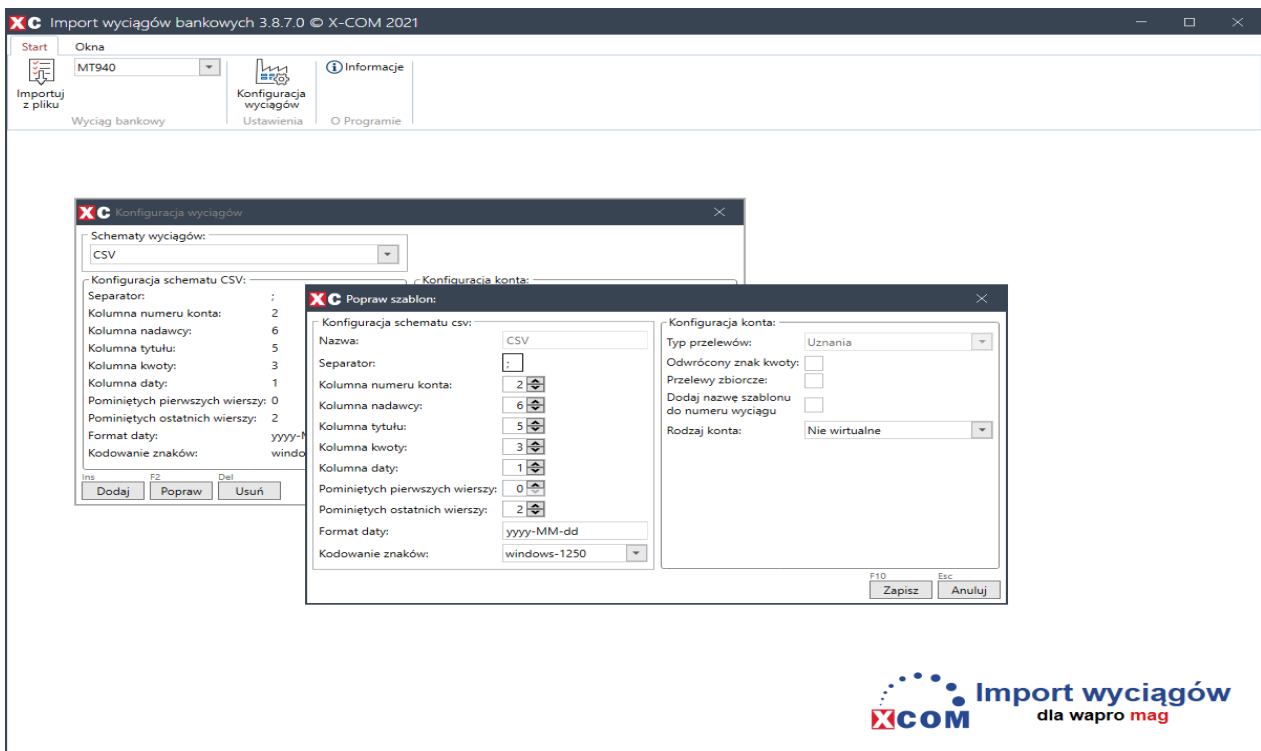 XC Import wyciągów bankowych 3.8.7.0 © X-COM 2021
Start Okna
MT940
Importuj z pliku
Wyciąg bankowy
Konfiguracja wyciągów
Ustawienia
Informacje
O Programie
XC Konfiguracja wyciągów
Schematy wyciągów:
CSV
Konfiguracja schematu CSV:
Konfiguracja konta:
Separator: ;
Kolumna numeru konta: 2
Kolumna nadawcy: 6
Kolumna tytułu: 5
Kolumna kwoty: 3
Kolumna daty: 1
Pominiętych pierwszych wierszy: 0
Pominiętych ostatnich wierszy: 2
Format daty: yyyy-M
Kodowanie znaków: windo
Ins F2 Del
Dodaj Popraw Usuń
XC Popraw szablon:
Konfiguracja schematu csv:
Nazwa: CSV
Separator: ;
Kolumna numeru konta: 2
Kolumna nadawcy: 6
Kolumna tytułu: 5
Kolumna kwoty: 3
Kolumna daty: 1
Pominiętych pierwszych wierszy: 0
Pominiętych ostatnich wierszy: 2
Format daty: yyyy-MM-dd
Kodowanie znaków: windows-1250
Konfiguracja konta:
Typ przelewów: Uznania
Odwrócony znak kwoty:
Przelewy zbiorcze:
Dodaj nazwę szablonu
do numeru wyciągu
Rodzaj konta: Nie wirtualne
F10 Esc
Zapisz Anuluj
XCOM
Import wyciągów
dla wapro mag